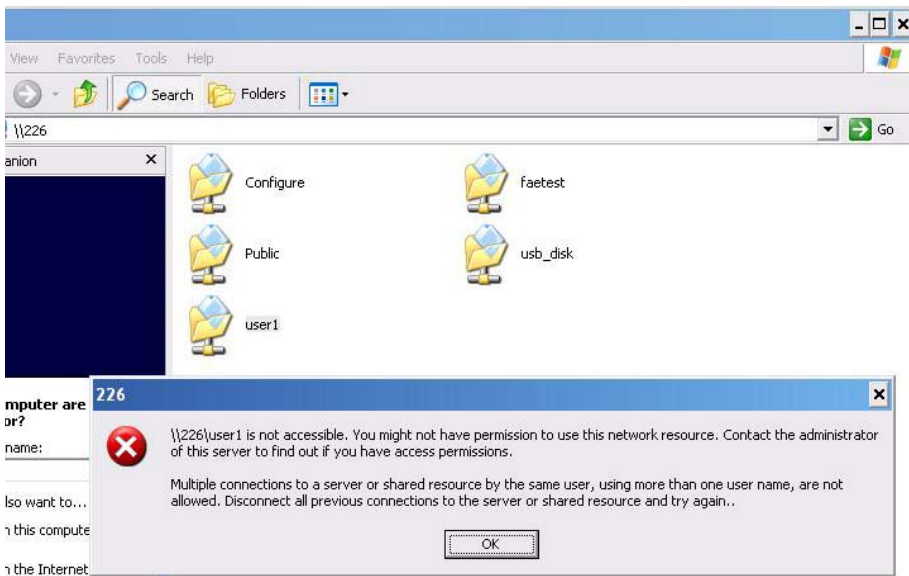 View Favorites Tools Help
Search Folders
\\226 Go
anion
Configure faetest
Public usb_disk
user1
mputer are
or?
name:
lso want to...
n this compute
n the Internet
226
\\226\user1 is not accessible. You might not have permission to use this network resource. Contact the administrator
of this server to find out if you have access permissions.
Multiple connections to a server or shared resource by the same user, using more than one user name, are not
allowed. Disconnect all previous connections to the server or shared resource and try again..
OK